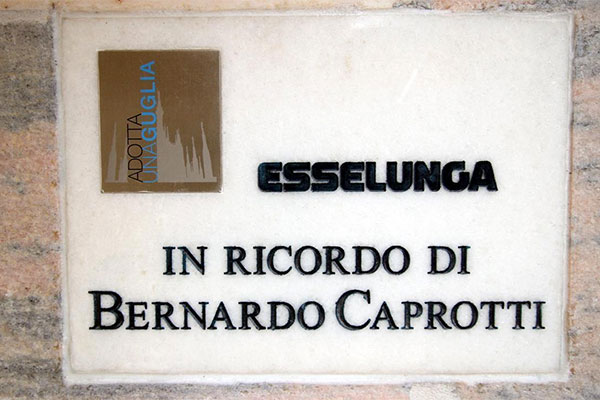 ADOTTA
UNAGUGLIA
ESSELUNGA
IN RICORDO DI
BERNARDO CAPROTTI